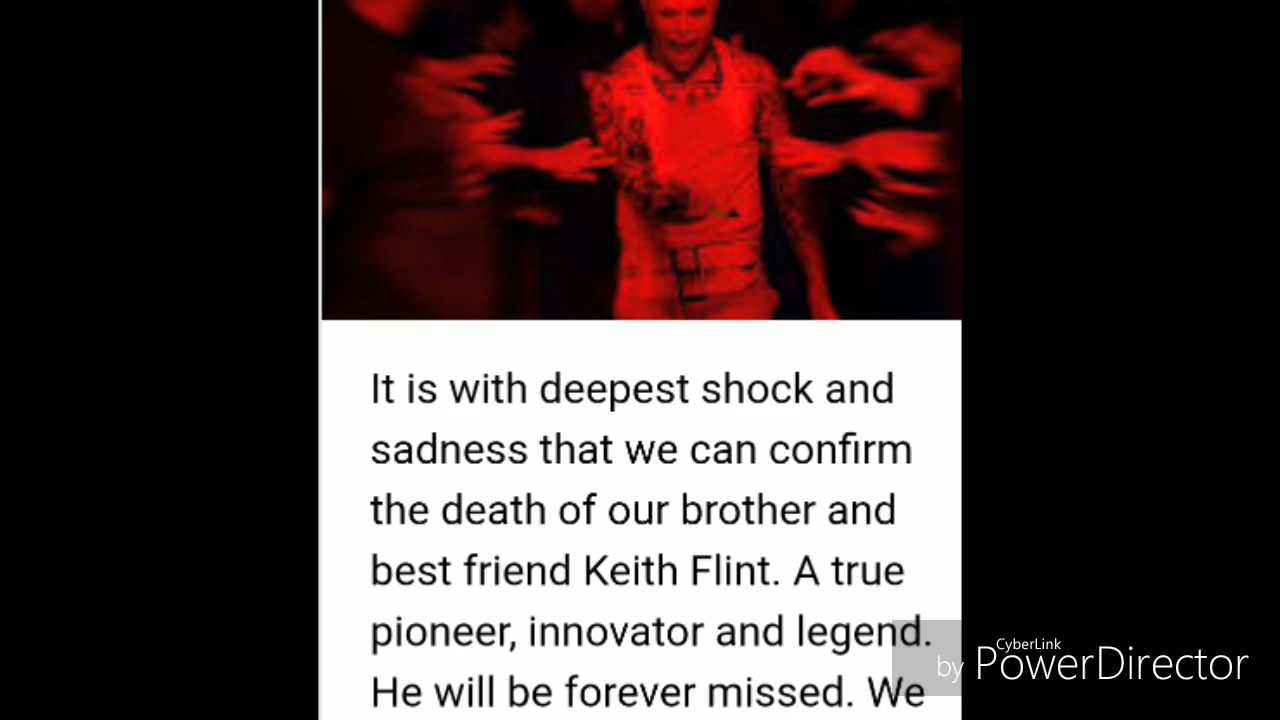 It is with deepest shock and
sadness that we can confirm
the death of our brother and
best friend Keith Flint. A true
pioneer, innovator and legend.
He will be forever missed. We
CyberLink
by PowerDirector